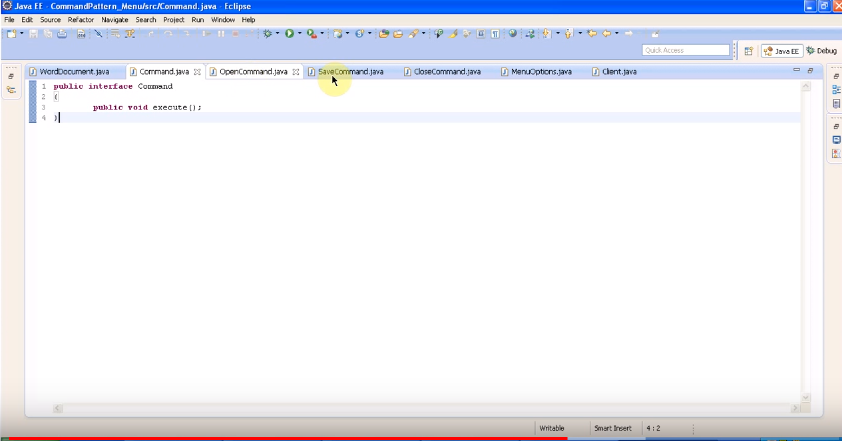 Java EE - CommandPattern_Menu/src/Command.java - Eclipse
File Edit Source Refactor Navigate Search Project Run Window Help
Quick Access
Java EE
Debug
WordDocument.java Command.java OpenCommand.java SaveCommand.java CloseCommand.java MenuOptions.java Client.java
1 public interface Command
2 {
3 public void execute();
4 }
Writable Smart Insert 4 : 2